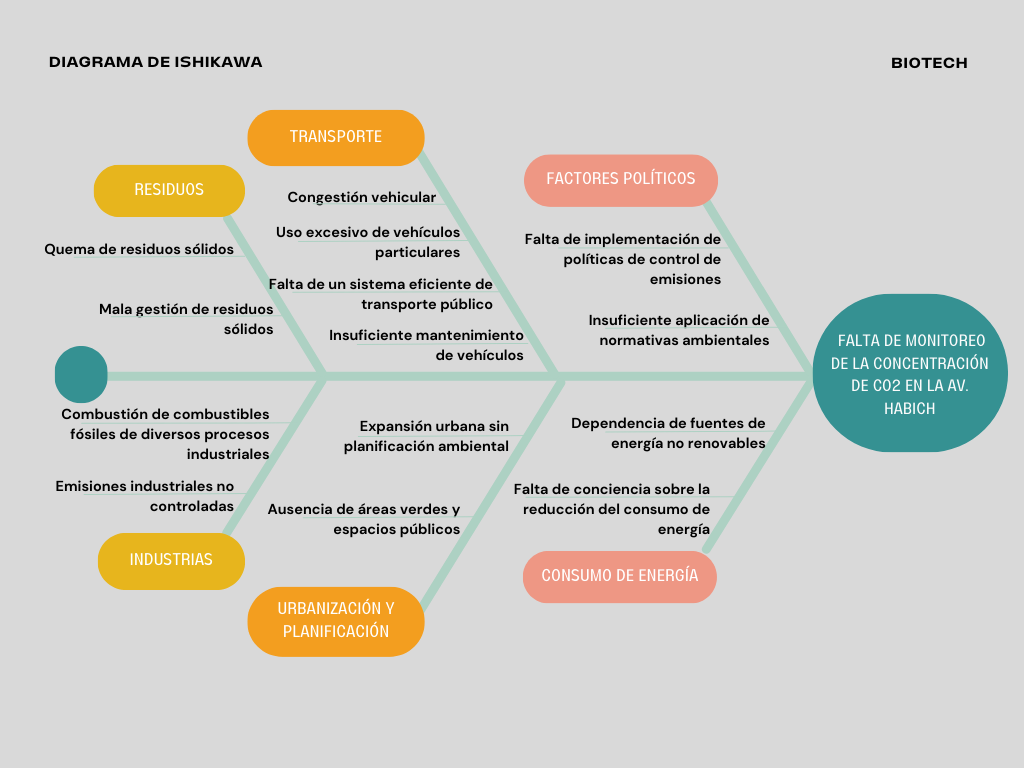 DIAGRAMA DE ISHIKAWA
BIOTECH
TRANSPORTE
RESIDUOS
FACTORES POLÍTICOS
Quema de residuos sólidos
Mala gestión de residuos
sólidos
Congestión vehicular
Uso excesivo de vehículos
particulares
Falta de un sistema eficiente de
transporte público
Insuficiente mantenimiento
de vehículos
Falta de implementación de
políticas de control de
emisiones
Insuficiente aplicación de
normativas ambientales
FALTA DE MONITOREO
DE LA CONCENTRACIÓN
DE CO2 EN LA AV.
HABICH
Combustión de combustibles
fósiles de diversos procesos
industriales
Emisiones industriales no
controladas
Expansión urbana sin
planificación ambiental
Ausencia de áreas verdes y
espacios públicos
Dependencia de fuentes de
energía no renovables
Falta de conciencia sobre la
reducción del consumo de
energía
INDUSTRIAS
URBANIZACIÓN Y
PLANIFICACIÓN
CONSUMO DE ENERGÍA